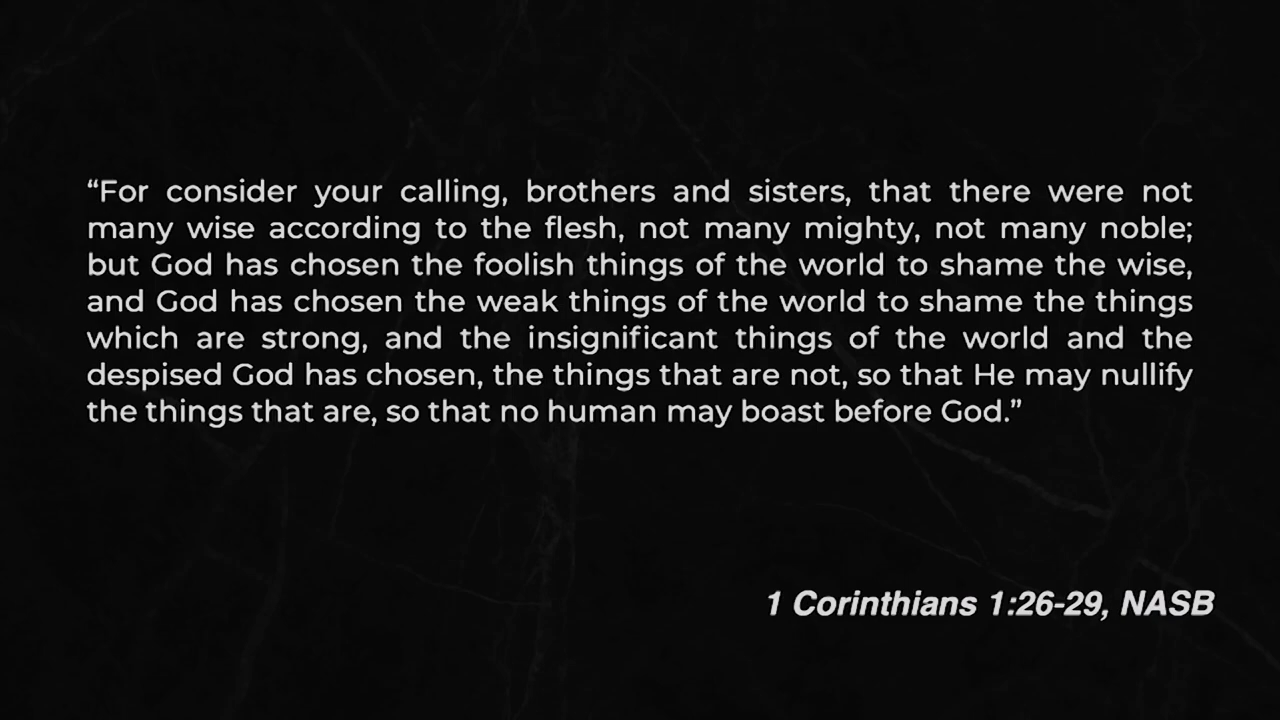 “For consider your calling, brothers and sisters, that there were not
many wise according to the flesh, not many mighty, not many noble;
but God has chosen the foolish things of the world to shame the wise,
and God has chosen the weak things of the world to shame the things
which are strong, and the insignificant things of the world and the
despised God has chosen, the things that are not, so that He may nullify
the things that are, so that no human may boast before God.”
1 Corinthians 1:26-29, NASB